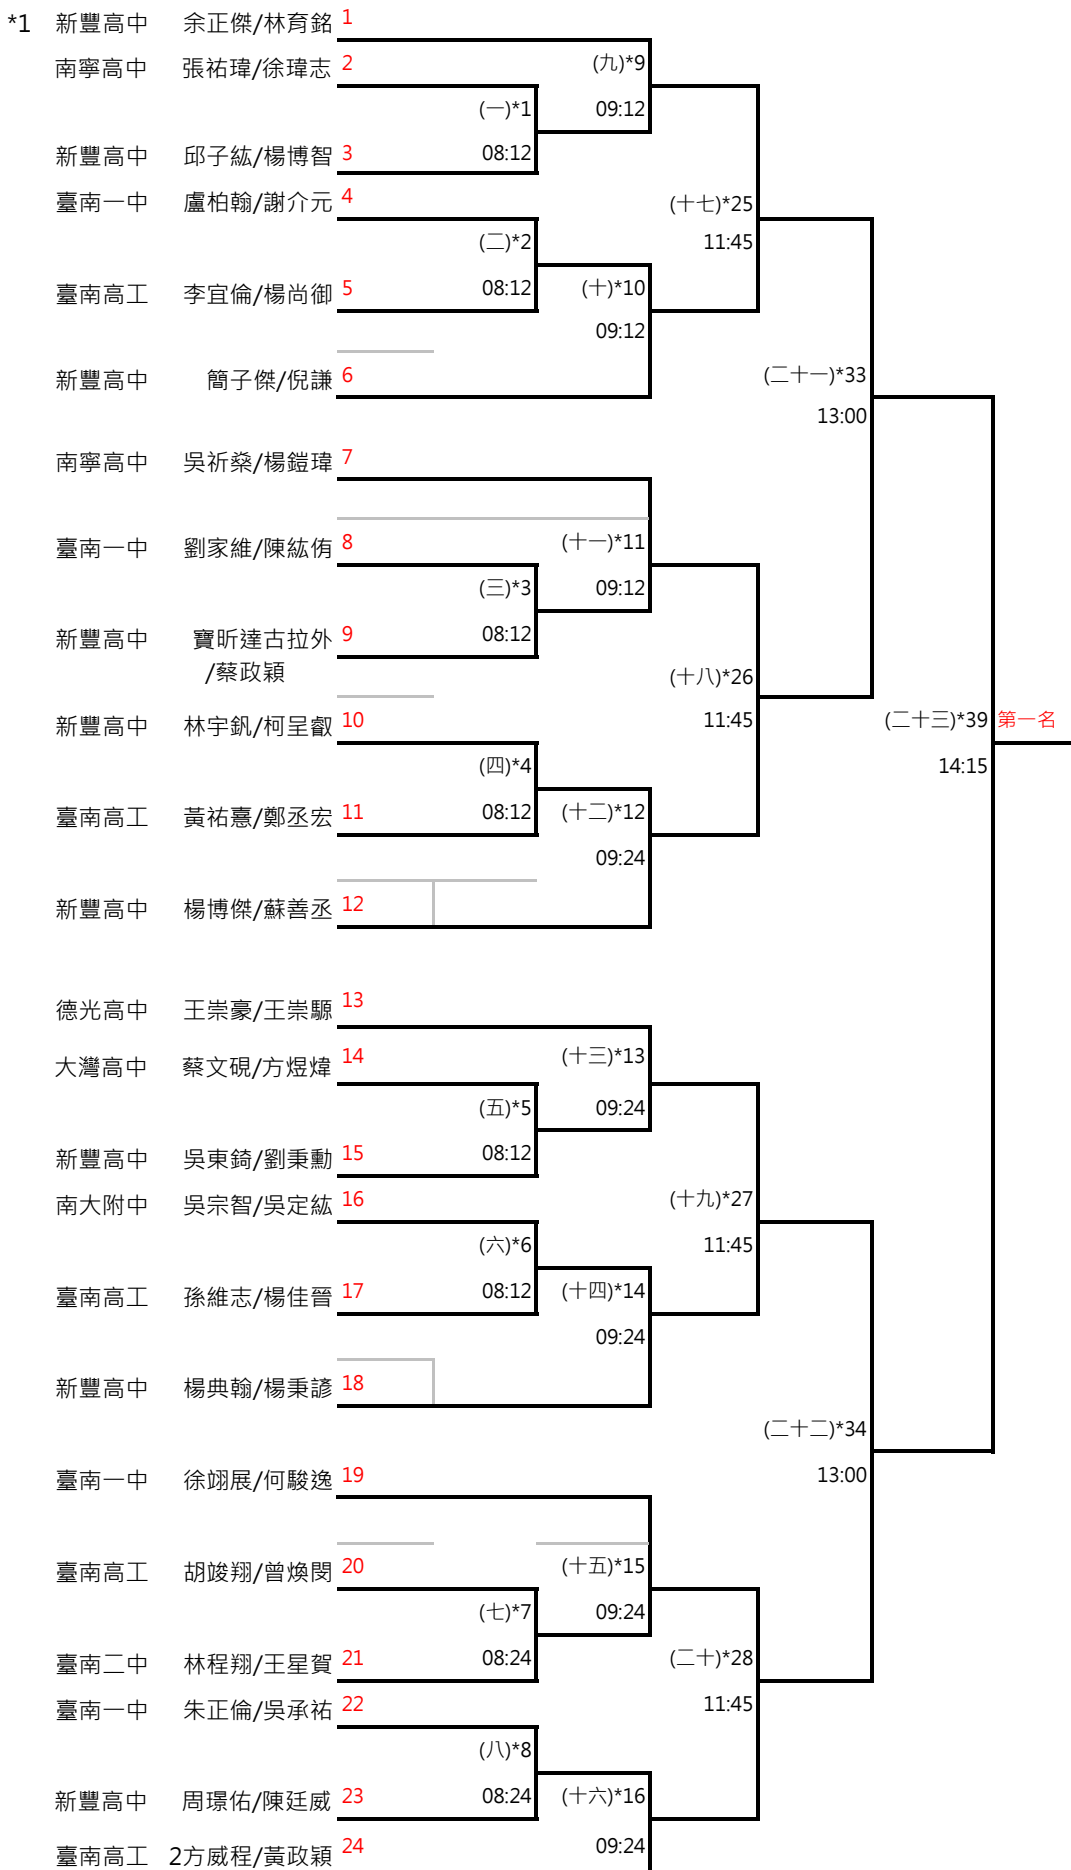 *1 新豐高中 余正傑/林育銘 1
南寧高中 張祐瑋/徐瑋志 2 (九)*9
(一)*1 09:12
新豐高中 邱子紘/楊博智 3 08:12
臺南一中 盧柏翰/謝介元 4 (十七)*25
(二)*2 11:45
臺南高工 李宜倫/楊尚御 5 08:12 (十)*10
09:12
新豐高中 簡子傑/倪謙 6 (二十一)*33
13:00
南寧高中 吳祈燊/楊鎧瑋 7
臺南一中 劉家維/陳紘侑 8 (十一)*11
(三)*3 09:12
新豐高中 寶昕達古拉外 9 08:12
/蔡政穎 (十八)*26
新豐高中 林宇釩/柯呈叡 10 11:45 (二十三)*39 第一名
(四)*4 14:15
臺南高工 黃祐憙/鄭丞宏 11 08:12 (十二)*12
09:24
新豐高中 楊博傑/蘇善丞 12
德光高中 王崇豪/王崇騵 13
大灣高中 蔡文硯/方煜煒 14 (十三)*13
(五)*5 09:24
新豐高中 吳東錡/劉秉勳 15 08:12
南大附中 吳宗智/吳定紘 16 (十九)*27
(六)*6 11:45
臺南高工 孫維志/楊佳晉 17 08:12 (十四)*14
09:24
新豐高中 楊典翰/楊秉諺 18
(二十二)*34
臺南一中 徐翊展/何駿逸 19 13:00
臺南高工 胡竣翔/曾煥閔 20 (十五)*15
(七)*7 09:24
臺南二中 林程翔/王星賀 21 08:24 (二十)*28
臺南一中 朱正倫/吳承祐 22 11:45
(八)*8
新豐高中 周璟佑/陳廷威 23 08:24 (十六)*16
臺南高工 2方威程/黃政穎 24 09:24